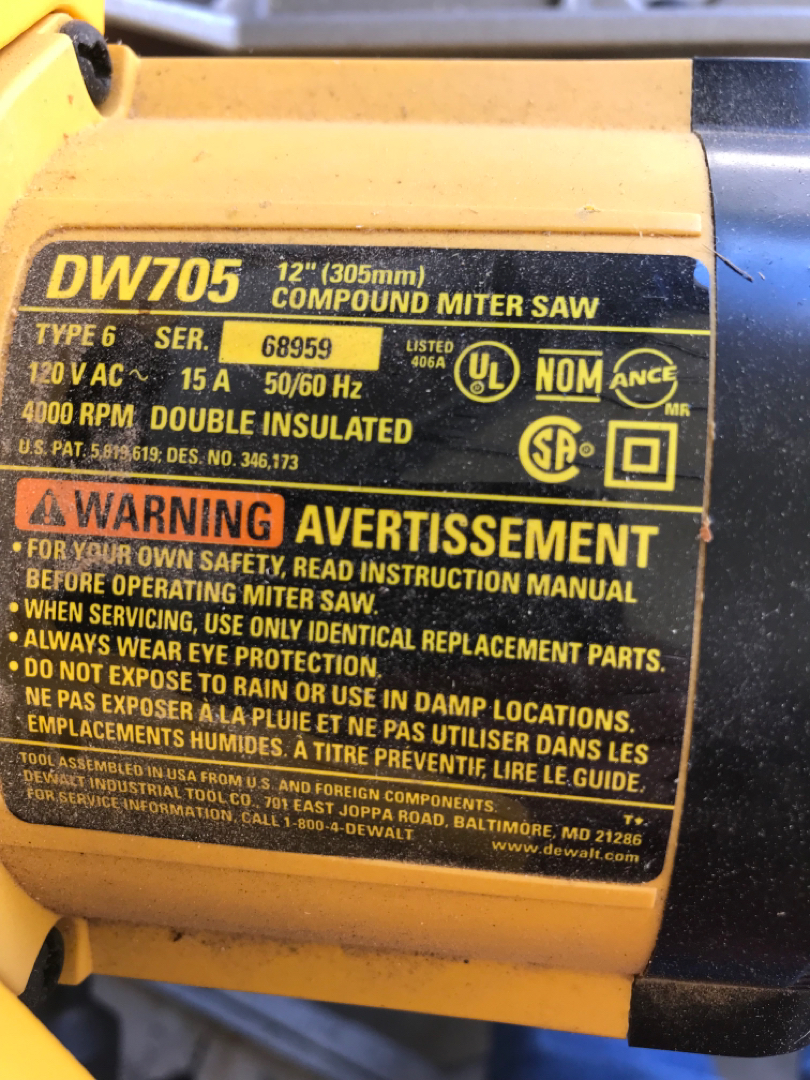 DW705 12" (305mm)
COMPOUND MITER SAW
TYPE 6 SER. 68959 LISTED 406A UL NOM ANCE MR
120 V AC ~ 15 A 50/60 Hz
4000 RPM DOUBLE INSULATED SA
U.S. PAT. 5,819,619; DES. NO. 346,173
WARNING AVERTISSEMENT
• FOR YOUR OWN SAFETY, READ INSTRUCTION MANUAL
BEFORE OPERATING MITER SAW.
• WHEN SERVICING, USE ONLY IDENTICAL REPLACEMENT PARTS.
• ALWAYS WEAR EYE PROTECTION.
• DO NOT EXPOSE TO RAIN OR USE IN DAMP LOCATIONS.
NE PAS EXPOSER À LA PLUIE ET NE PAS UTILISER DANS LES
EMPLACEMENTS HUMIDES. À TITRE PRÉVENTIF, LIRE LE GUIDE.
TOOL ASSEMBLED IN USA FROM U.S. AND FOREIGN COMPONENTS.
DEWALT INDUSTRIAL TOOL CO., 701 EAST JOPPA ROAD, BALTIMORE, MD 21286
FOR SERVICE INFORMATION, CALL 1-800-4-DEWALT www.dewalt.com